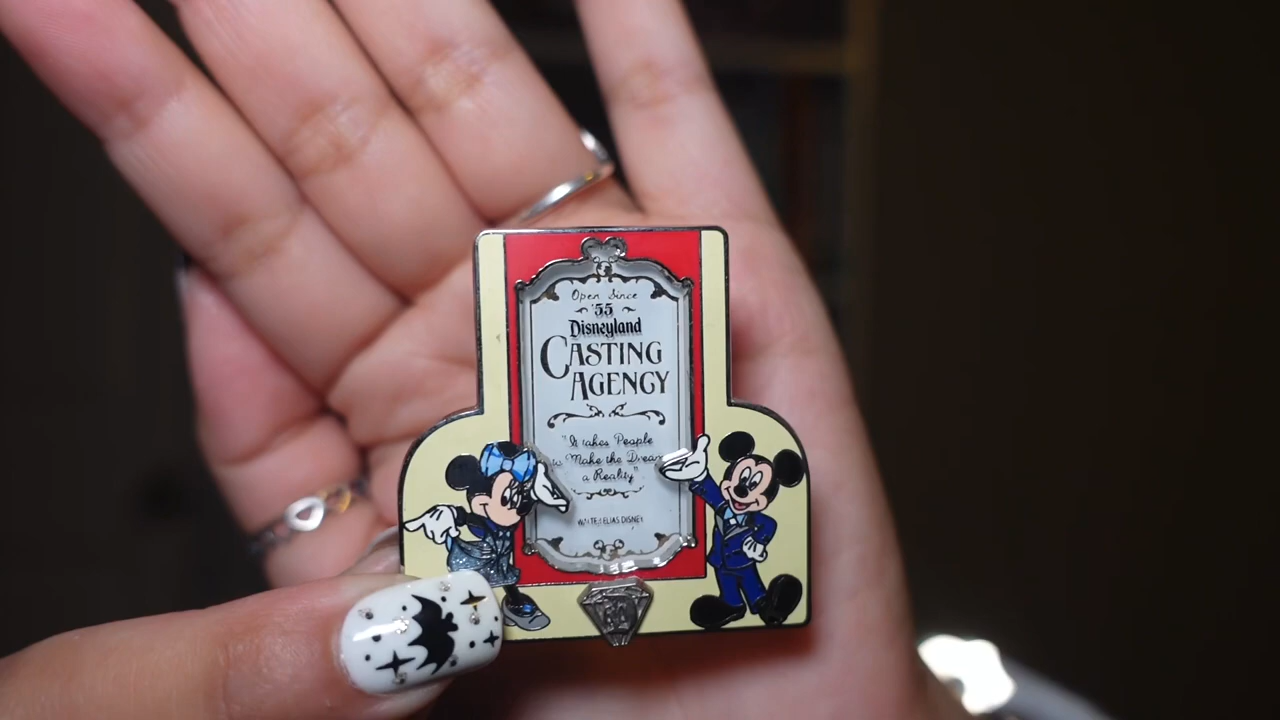 Open Since
'55
Disneyland
CASTING
AGENCY
"It takes People
to Make the Dream
a Reality"
WALTER ELIAS DISNEY